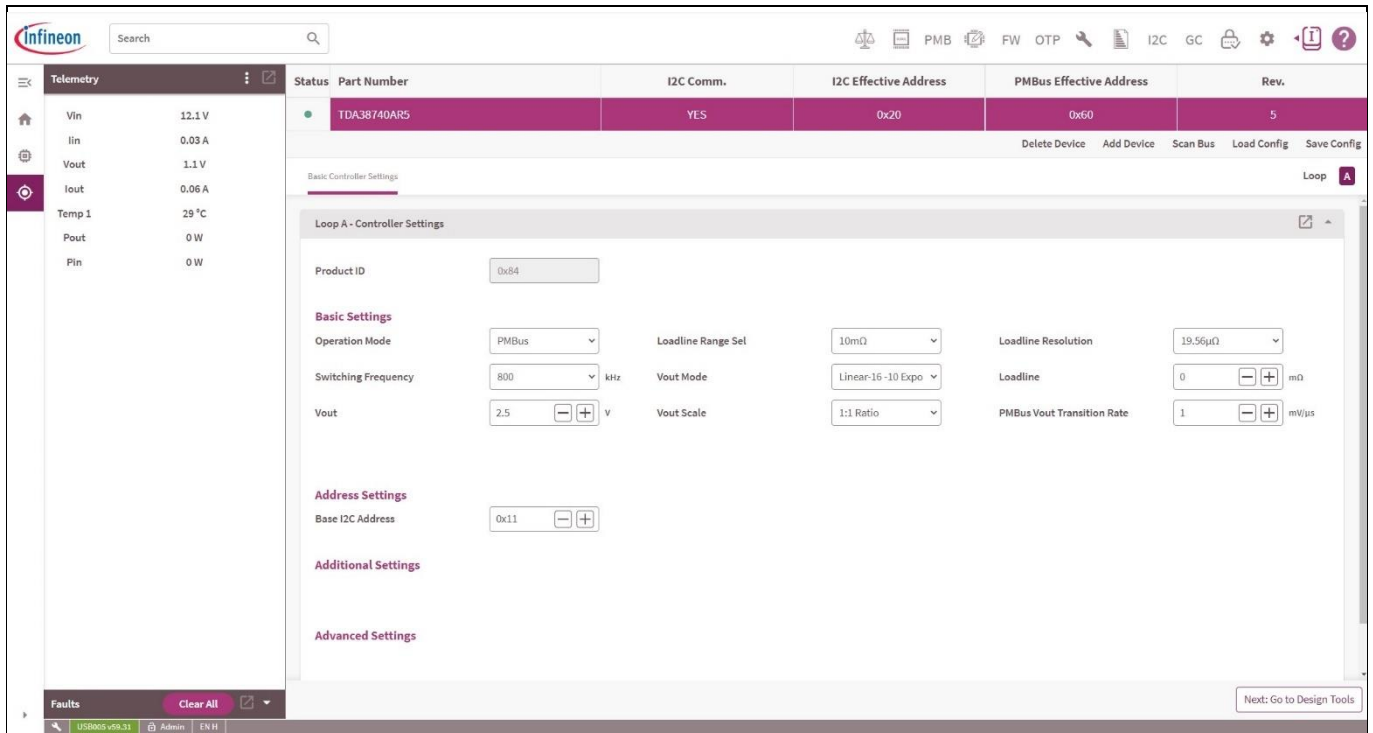 infineon
Search
PMB FW OTP I2C GC
Telemetry
Vin 12.1 V
Iin 0.03 A
Vout 1.1 V
Iout 0.06 A
Temp 1 29 °C
Pout 0 W
Pin 0 W
Status Part Number I2C Comm. I2C Effective Address PMBus Effective Address Rev.
TDA38740AR5 YES 0x20 0x60 5
Delete Device Add Device Scan Bus Load Config Save Config
Basic Controller Settings
Loop A
Loop A - Controller Settings
Product ID 0x84
Basic Settings
Operation Mode PMBus Loadline Range Sel 10mΩ Loadline Resolution 19.56μΩ
Switching Frequency 800 kHz Vout Mode Linear-16 -10 Expo Loadline 0 mΩ
Vout 2.5 V Vout Scale 1:1 Ratio PMBus Vout Transition Rate 1 mV/μs
Address Settings
Base I2C Address 0x11
Additional Settings
Advanced Settings
Faults Clear All
Next: Go to Design Tools
USB005 v59.31 Admin EN H